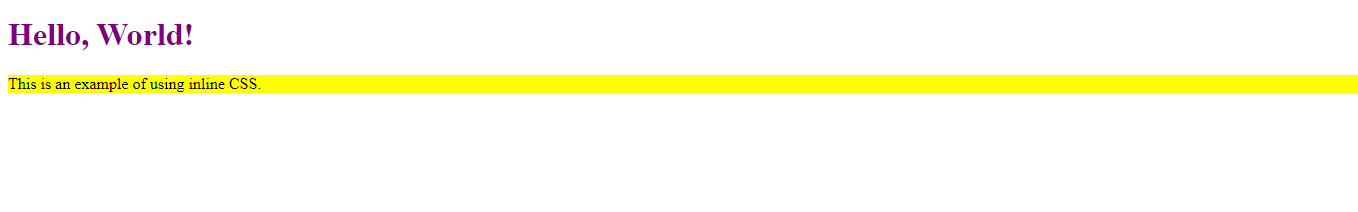 Hello, World!
This is an example of using inline CSS.